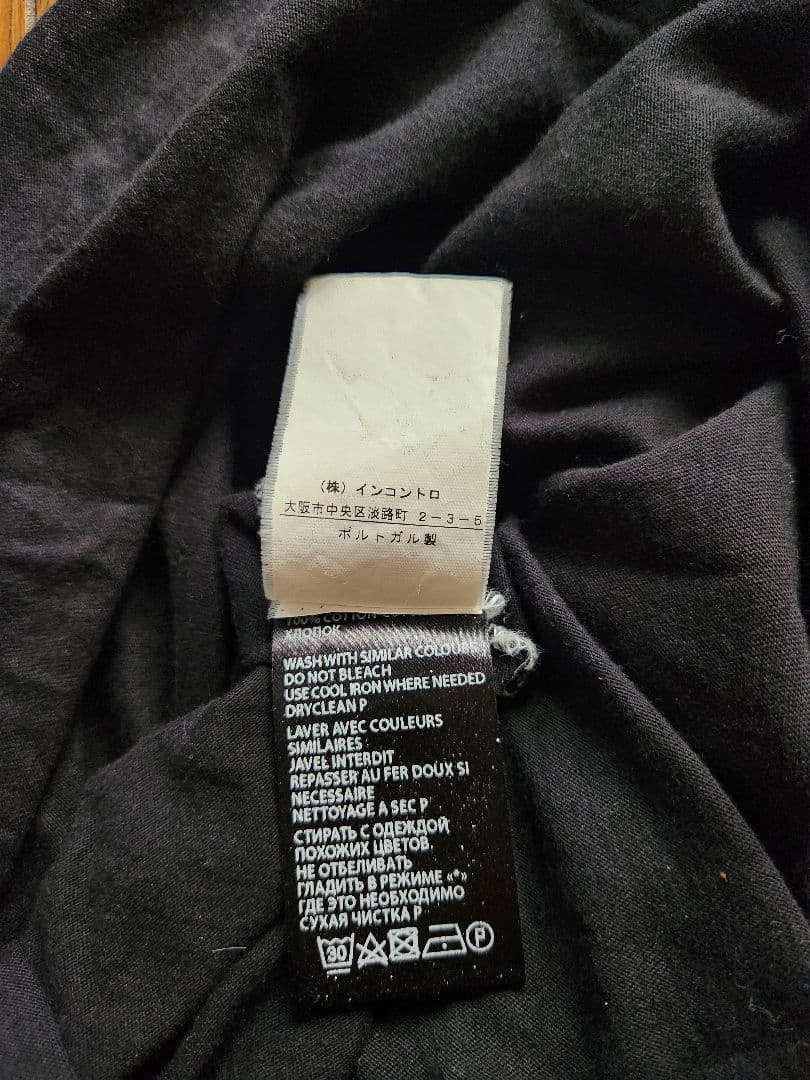 (株) インコントロ
大阪市中央区淡路町 2-3-5
ポルトガル製
100% COTTON
ХЛОПОК
WASH WITH SIMILAR COLOURS
DO NOT BLEACH
USE COOL IRON WHERE NEEDED
DRYCLEAN P
LAVER AVEC COULEURS
SIMILAIRES
JAVEL INTERDIT
REPASSER AU FER DOUX SI
NECESSAIRE
NETTOYAGE A SEC P
СТИРАТЬ С ОДЕЖДОЙ
ПОХОЖИХ ЦВЕТОВ.
НЕ ОТБЕЛИВАТЬ
ГЛАДИТЬ В РЕЖИМЕ «*»
ГДЕ ЭТО НЕОБХОДИМО
СУХАЯ ЧИСТКА P
30 P